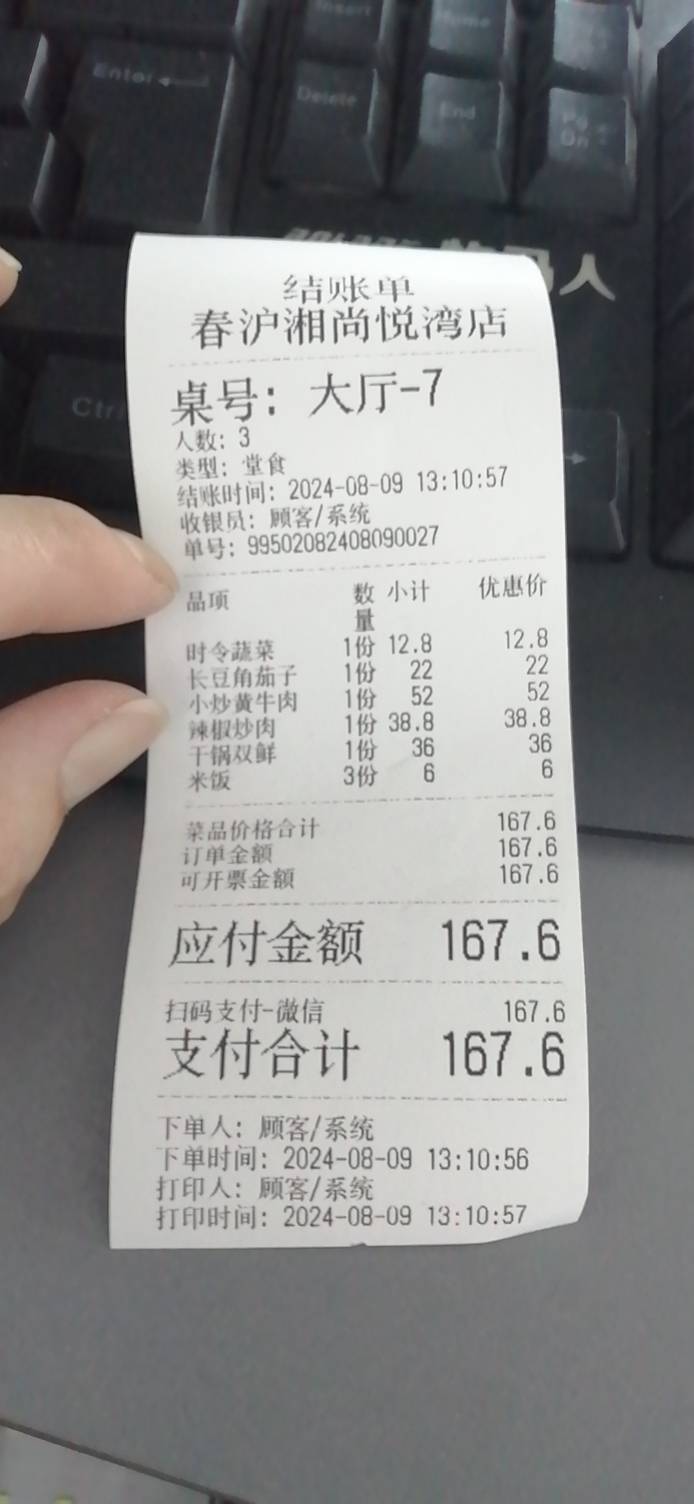 Insert Home
Enter
Delete End Pg Dn
结账单
春沪湘尚悦湾店
桌号: 大厅-7
人数: 3
类型: 堂食
结账时间: 2024-08-09 13:10:57
收银员: 顾客/系统
单号: 99502082408090027
品项 数量 小计 优惠价
时令蔬菜 1份 12.8 12.8
长豆角茄子 1份 22 22
小炒黄牛肉 1份 52 52
辣椒炒肉 1份 38.8 38.8
干锅双鲜 1份 36 36
米饭 3份 6 6
菜品价格合计 167.6
订单金额 167.6
可开票金额 167.6
应付金额 167.6
扫码支付-微信 167.6
支付合计 167.6
下单人: 顾客/系统
下单时间: 2024-08-09 13:10:56
打印人: 顾客/系统
打印时间: 2024-08-09 13:10:57